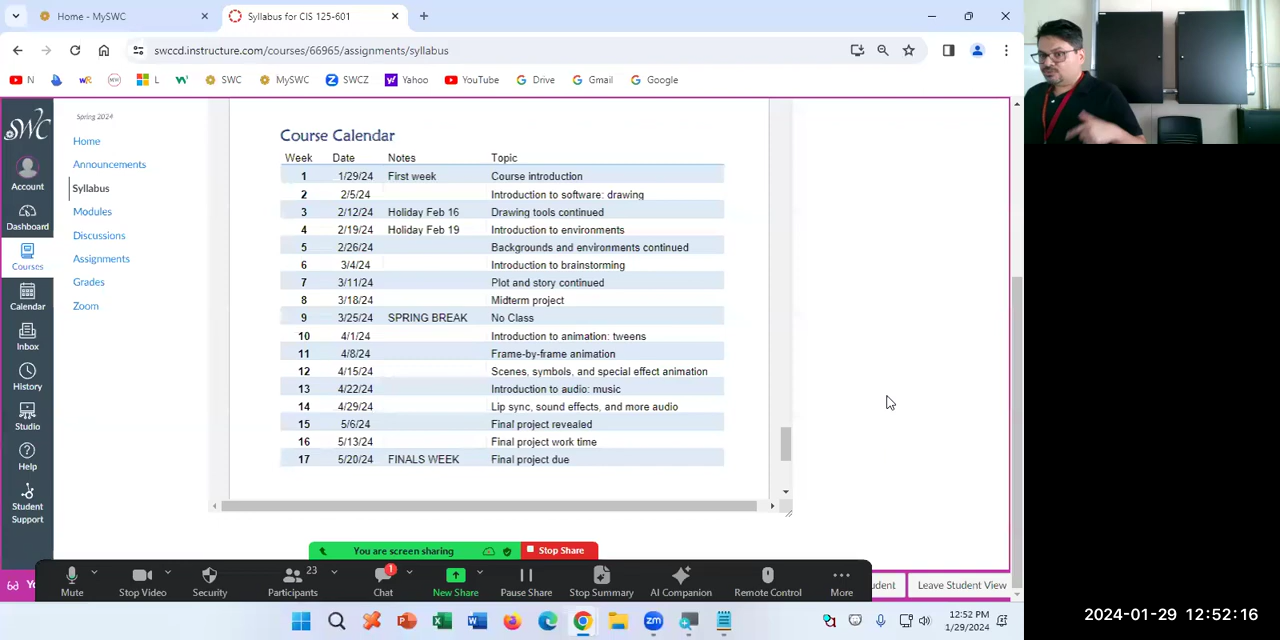 Home - MySWC
Syllabus for CIS 125-601
swccd.instructure.com/courses/66965/assignments/syllabus
N
L
SWC
MySWC
SCZ
Yahoo
YouTube
Drive
Gmail
Google
SWC
Account
Dashboard
Courses
Calendar
Inbox
History
Studio
Help
Student
Support
Spring 2024
Home
Announcements
Syllabus
Modules
Discussions
Assignments
Grades
Zoom
Course Calendar
Week Date Notes Topic
1 1/29/24 First week Course introduction
2 2/5/24 Introduction to software: drawing
3 2/12/24 Holiday Feb 16 Drawing tools continued
4 2/19/24 Holiday Feb 19 Introduction to environments
5 2/26/24 Backgrounds and environments continued
6 3/4/24 Introduction to brainstorming
7 3/11/24 Plot and story continued
8 3/18/24 Midterm project
9 3/25/24 SPRING BREAK No Class
10 4/1/24 Introduction to animation: tweens
11 4/8/24 Frame-by-frame animation
12 4/15/24 Scenes, symbols, and special effect animation
13 4/22/24 Introduction to audio: music
14 4/29/24 Lip sync, sound effects, and more audio
15 5/6/24 Final project revealed
16 5/13/24 Final project work time
17 5/20/24 FINALS WEEK Final project due
You are screen sharing Stop Share
Mute
Stop Video
Security
Participants 23
Chat 1
New Share
Pause Share
Stop Summary
AI Companion
Remote Control
More
udent
Leave Student View
12:52 PM
1/29/2024
2024-01-29 12:52:16